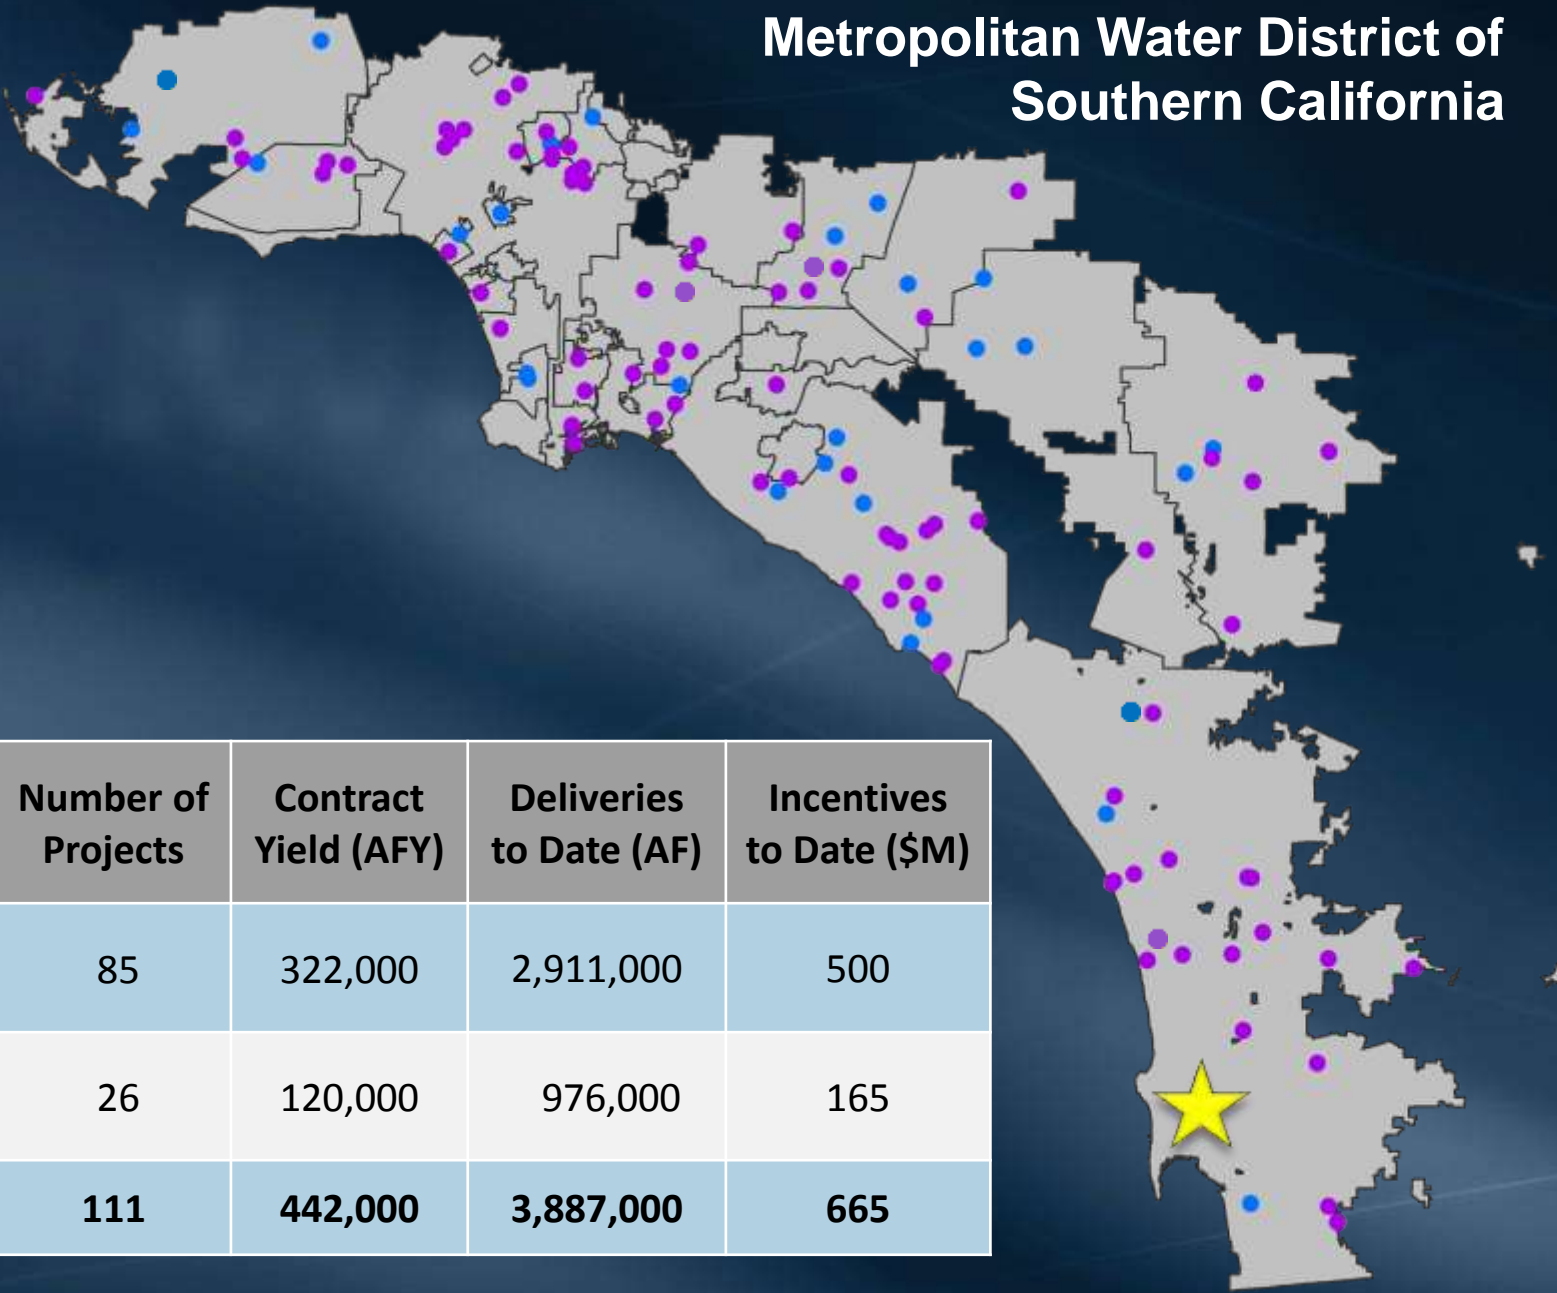 Metropolitan Water District of
Southern California
Number of Projects Contract Yield (AFY) Deliveries to Date (AF) Incentives to Date ($M)
85 322,000 2,911,000 500
26 120,000 976,000 165
111 442,000 3,887,000 665